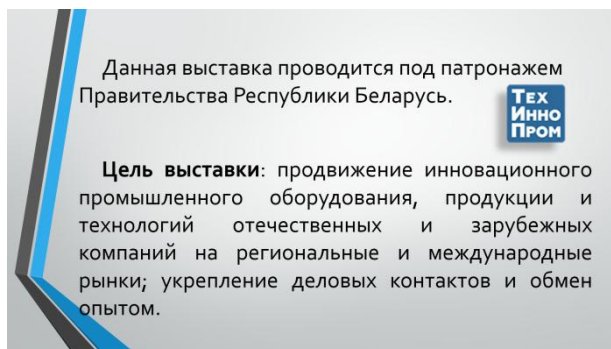 Данная выставка проводится под патронажем
Правительства Республики Беларусь.
Тех
Инно
Пром
Цель выставки: продвижение инновационного
промышленного оборудования, продукции и
технологий отечественных и зарубежных
компаний на региональные и международные
рынки; укрепление деловых контактов и обмен
опытом.